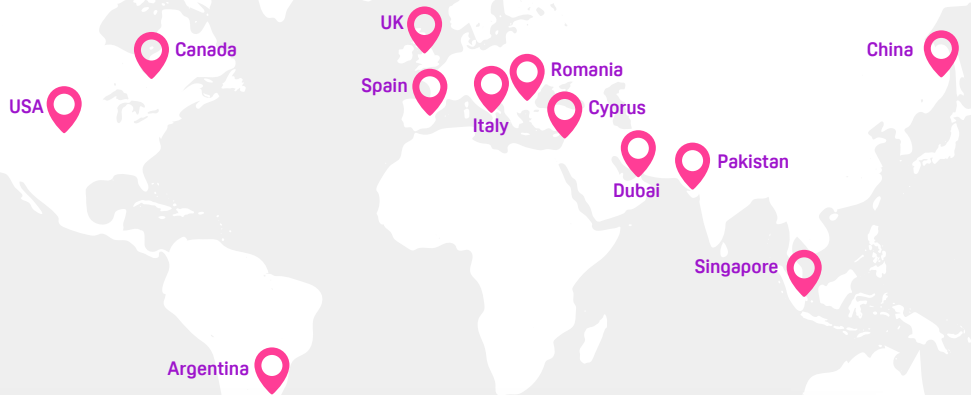 UK
Canada
China
Romania
Spain
USA
Cyprus
Italy
Pakistan
Dubai
Singapore
Argentina